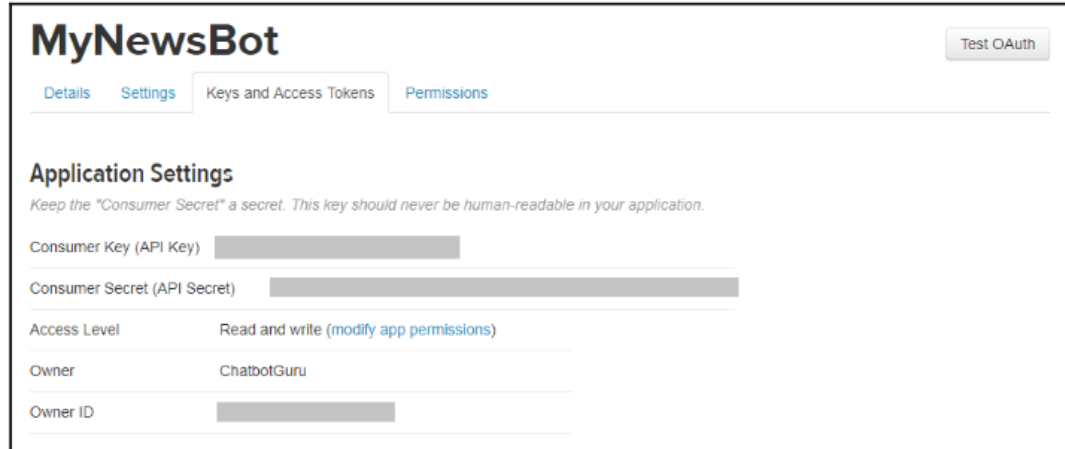 MyNewsBot
Test OAuth
Details Settings Keys and Access Tokens Permissions
Application Settings
Keep the "Consumer Secret" a secret. This key should never be human-readable in your application.
Consumer Key (API Key)
Consumer Secret (API Secret)
Access Level Read and write (modify app permissions)
Owner ChatbotGuru
Owner ID